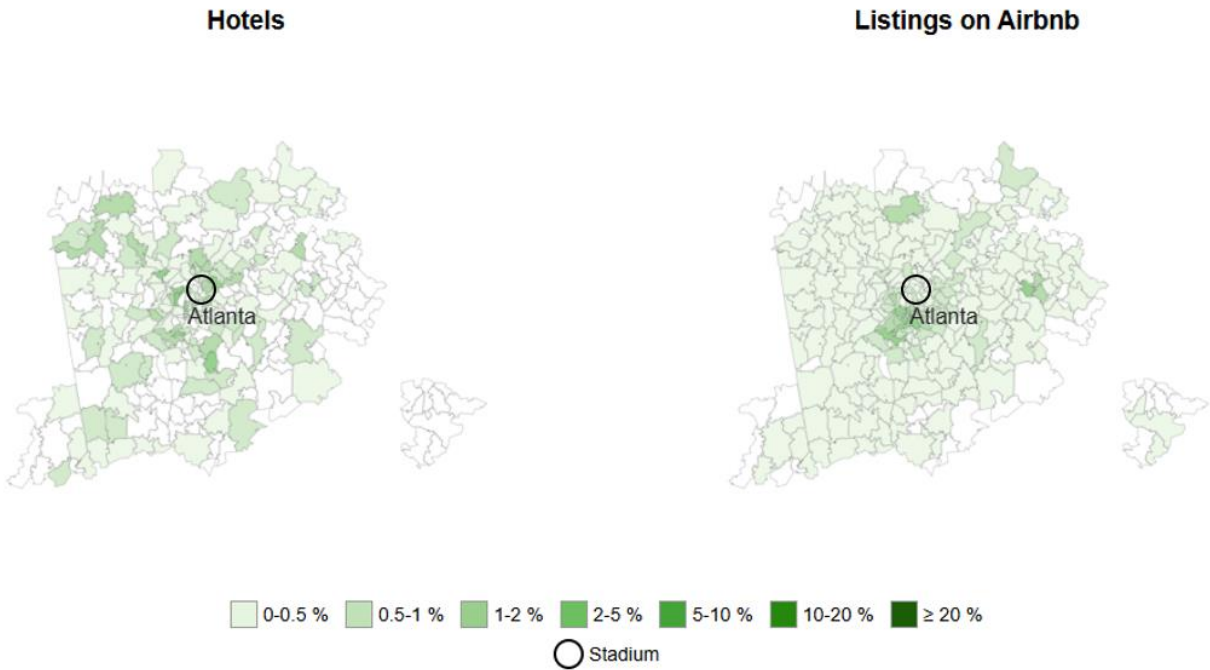 Hotels
Listings on Airbnb
Atlanta
Atlanta
0-0.5 %
0.5-1 %
1-2 %
2-5 %
5-10 %
10-20 %
≥ 20 %
Stadium